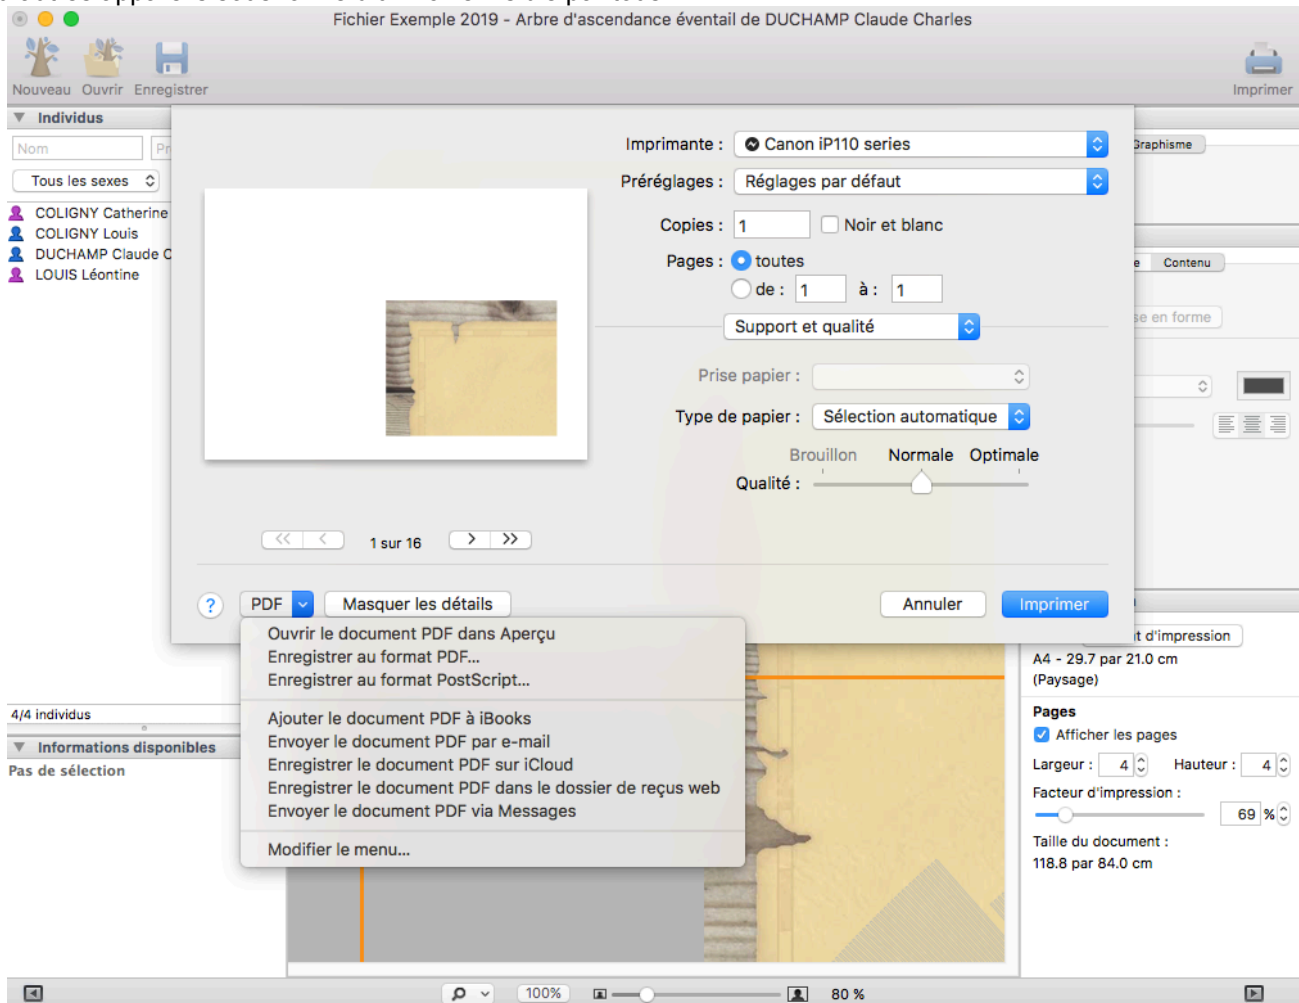 Fichier Exemple 2019 - Arbre d'ascendance éventail de DUCHAMP Claude Charles
Nouveau Ouvrir Enregistrer
Imprimer
Individus
Nom
Pr
Tous les sexes
COLIGNY Catherine
COLIGNY Louis
DUCHAMP Claude C
LOUIS Léontine
4/4 individus
Informations disponibles
Pas de sélection
Imprimante : Canon iP110 series
Préréglages : Réglages par défaut
Copies : 1 Noir et blanc
Pages : toutes
de : 1 à : 1
Support et qualité
Prise papier :
Type de papier : Sélection automatique
Brouillon Normale Optimale
Qualité :
<< < 1 sur 16 > >>
? PDF Masquer les détails Annuler Imprimer
Ouvrir le document PDF dans Aperçu
Enregistrer au format PDF...
Enregistrer au format PostScript...
Ajouter le document PDF à iBooks
Envoyer le document PDF par e-mail
Enregistrer le document PDF sur iCloud
Enregistrer le document PDF dans le dossier de reçus web
Envoyer le document PDF via Messages
Modifier le menu...
Graphisme
e Contenu
se en forme
t d'impression
A4 - 29.7 par 21.0 cm
(Paysage)
Pages
Afficher les pages
Largeur : 4 Hauteur : 4
Facteur d'impression :
69 %
Taille du document :
118.8 par 84.0 cm
100% 80 %